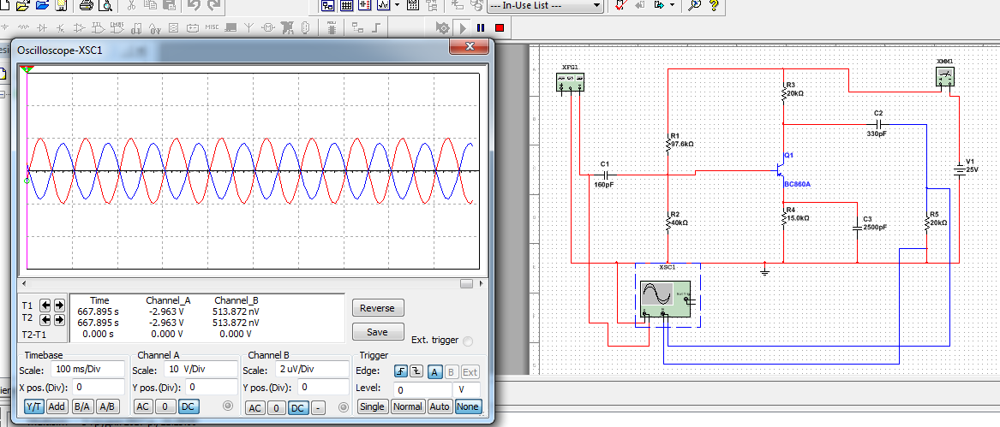 --- In-Use List ---
MISC
Oscilloscope-XSC1
T1
T2
T2-T1
Time Channel_A Channel_B
667.895 s -2.963 V 513.872 nV
667.895 s -2.963 V 513.872 nV
0.000 s 0.000 V 0.000 V
Reverse
Save
Ext. trigger
Timebase
Scale: 100 ms/Div
X pos.(Div): 0
Y/T Add B/A A/B
Channel A
Scale: 10 V/Div
Y pos.(Div): 0
AC 0 DC
Channel B
Scale: 2 uV/Div
Y pos.(Div): 0
AC 0 DC -
Trigger
Edge: A B Ext
Level: 0 V
Single Normal Auto None
XFG1
XMM1
R3
20kΩ
C2
330pF
R1
97.6kΩ
Q1
BC860A
C1
160pF
V1
25V
R2
40kΩ
R4
15.0kΩ
C3
2500pF
R5
20kΩ
XSC1